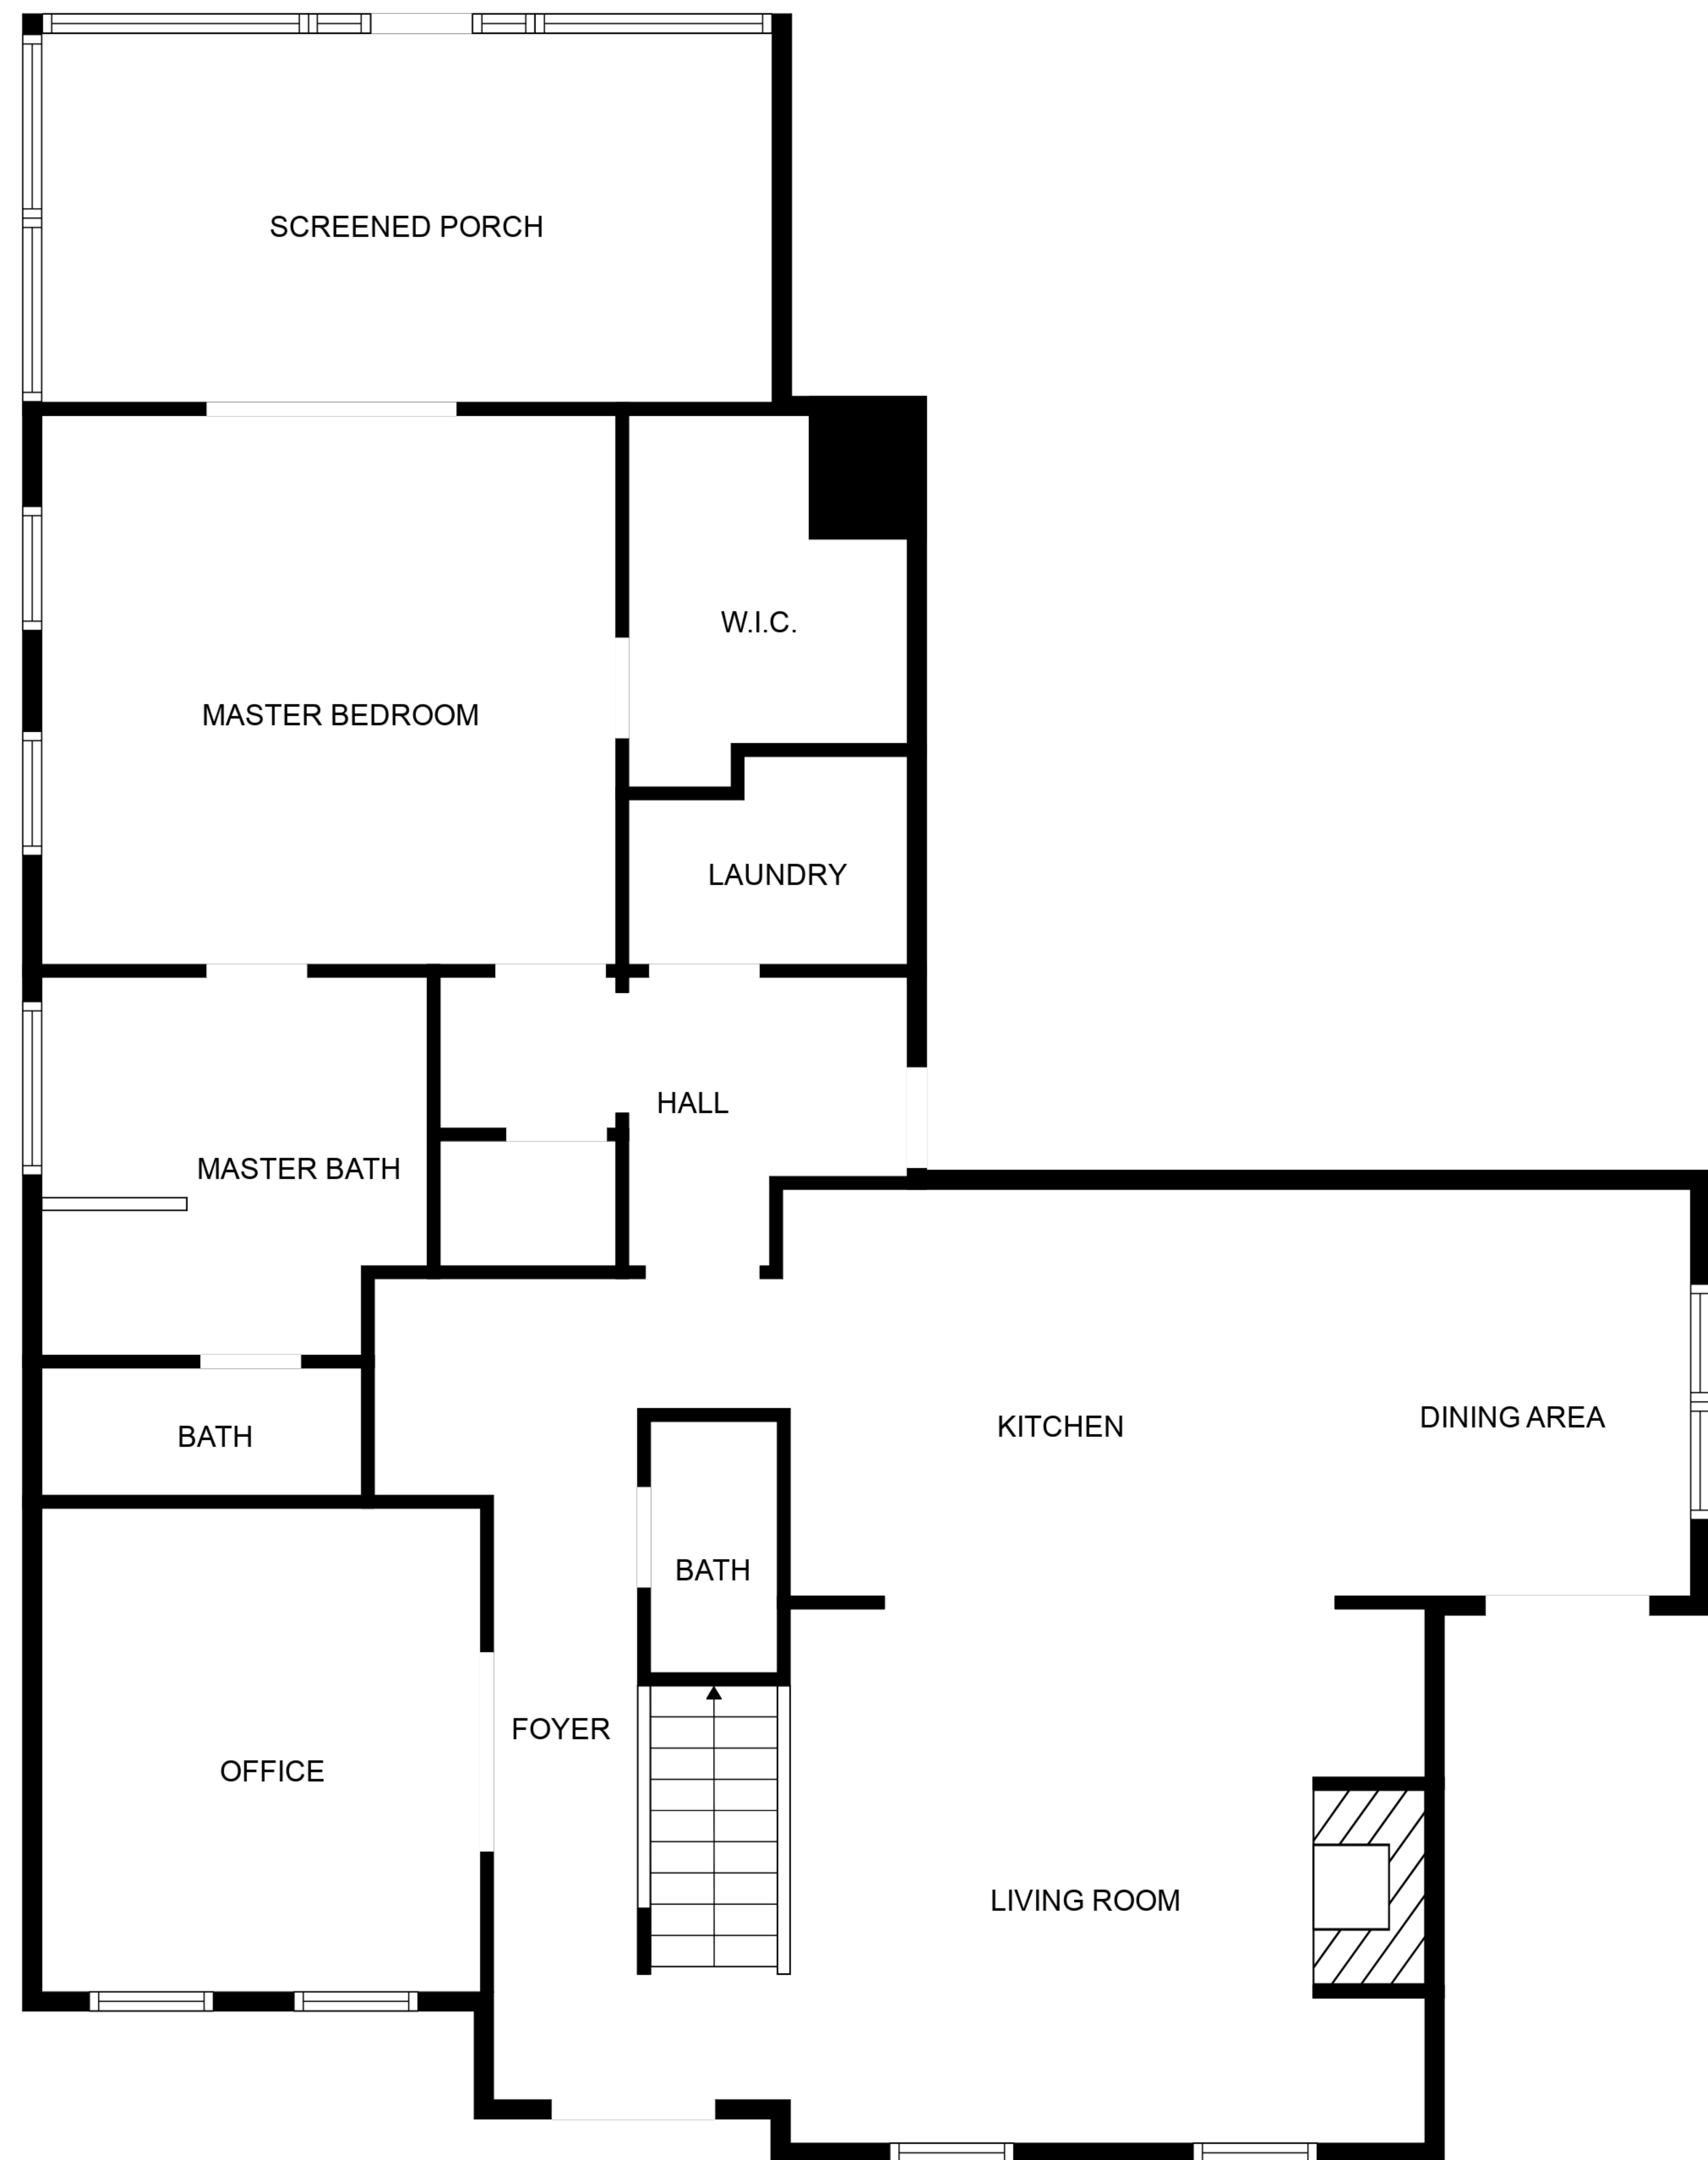 SCREENED PORCH
W.I.C.
MASTER BEDROOM
LAUNDRY
HALL
MASTER BATH
KITCHEN
DINING AREA
BATH
BATH
FOYER
OFFICE
LIVING ROOM